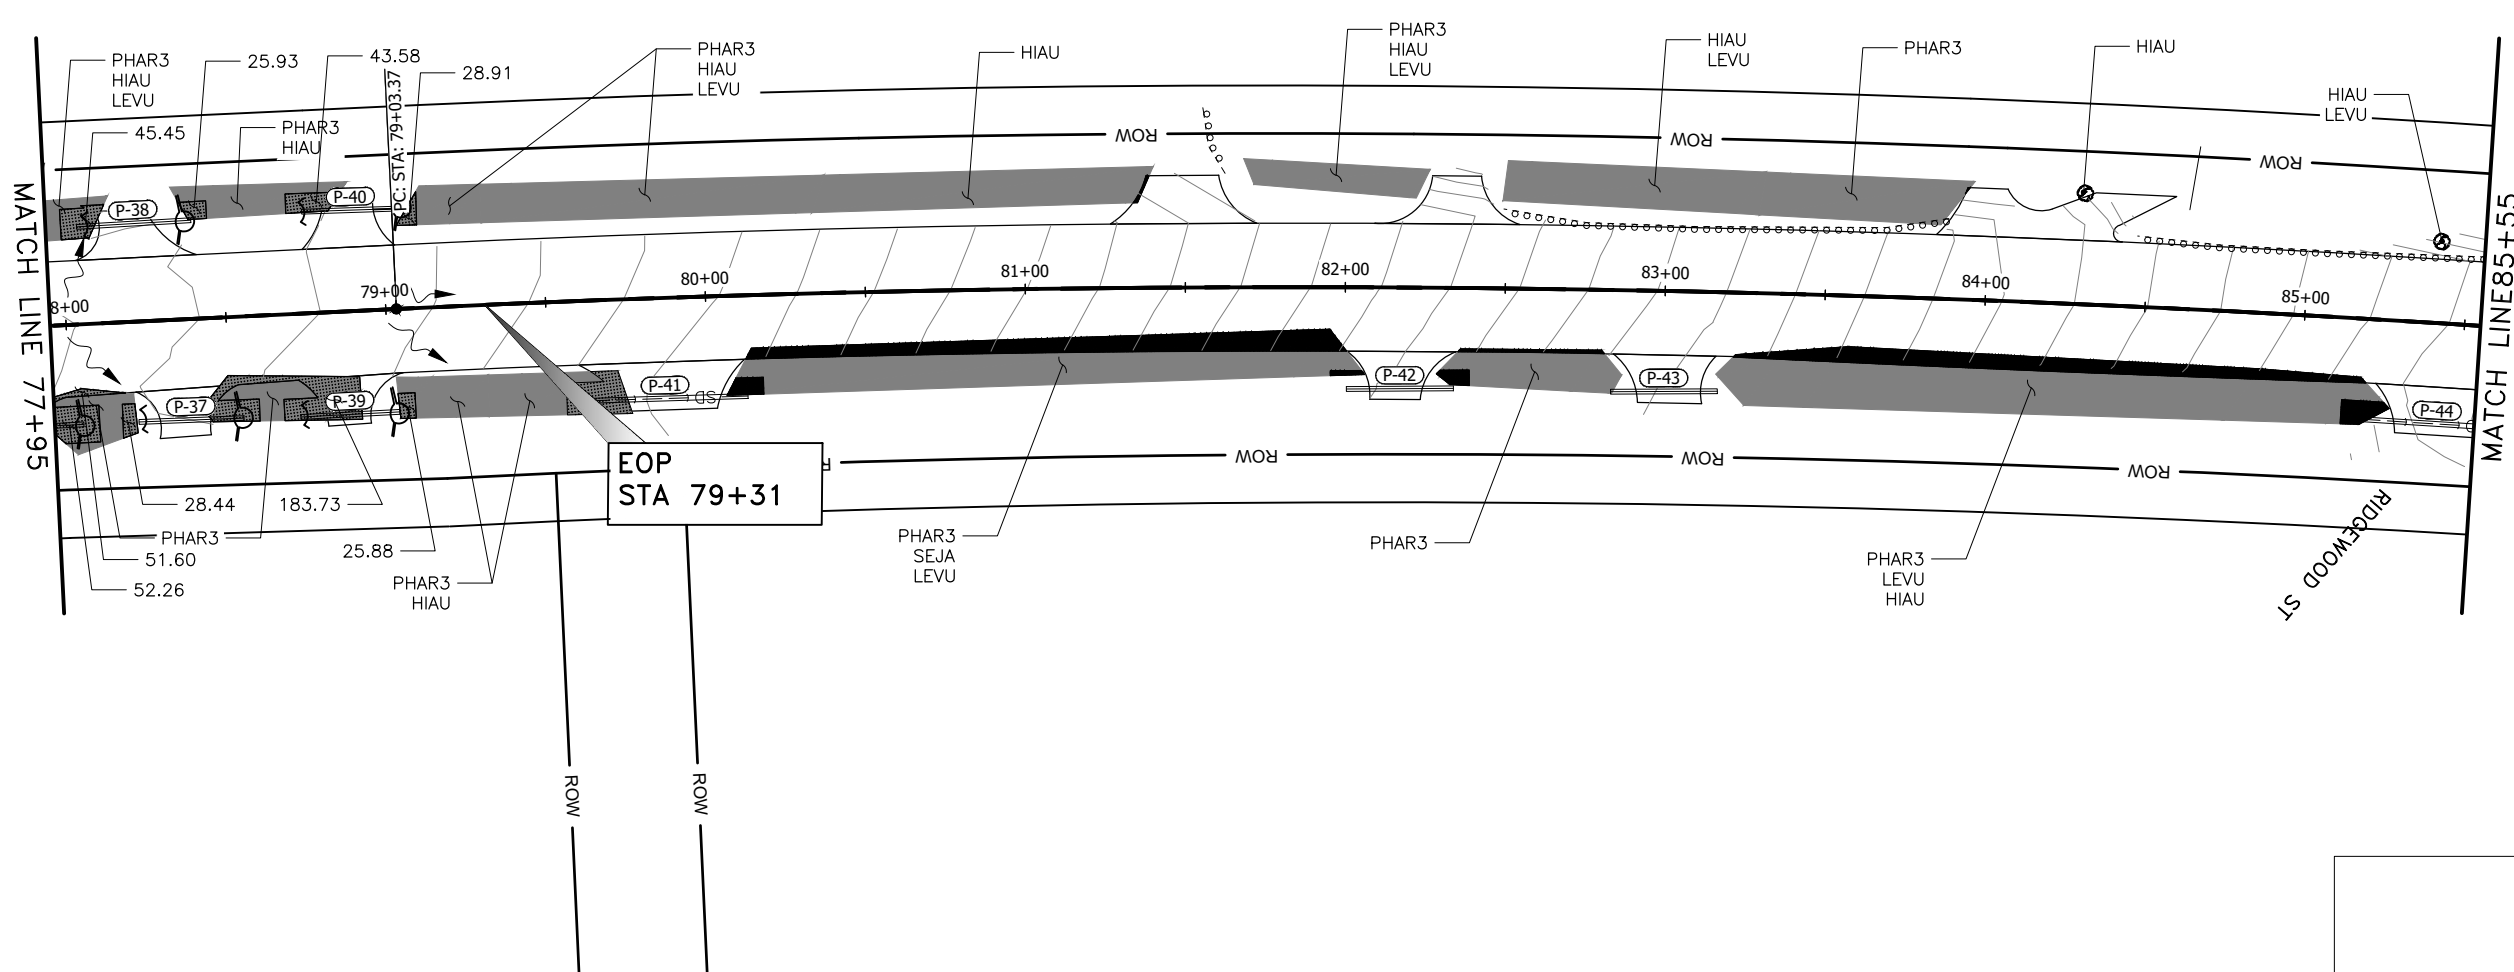 PHAR3
HIAU
LEVU
25.93
43.58
PC: STA: 79+03.37
28.91
PHAR3
HIAU
LEVU
HIAU
PHAR3
HIAU
LEVU
HIAU
LEVU
PHAR3
HIAU
HIAU
LEVU
45.45
PHAR3
HIAU
ROW
ROW
ROW
P-38
P-40
MATCH LINE 77+95
MATCH LINE85+55
8+00
79+00
80+00
81+00
82+00
83+00
84+00
85+00
P-37
P-39
P-41
SD
P-42
P-43
P-44
EOP
STA 79+31
ROW
ROW
ROW
28.44
183.73
PHAR3
51.60
52.26
25.88
PHAR3
HIAU
PHAR3
SEJA
LEVU
PHAR3
PHAR3
LEVU
HIAU
RIDGEWOOD ST
ROW
ROW